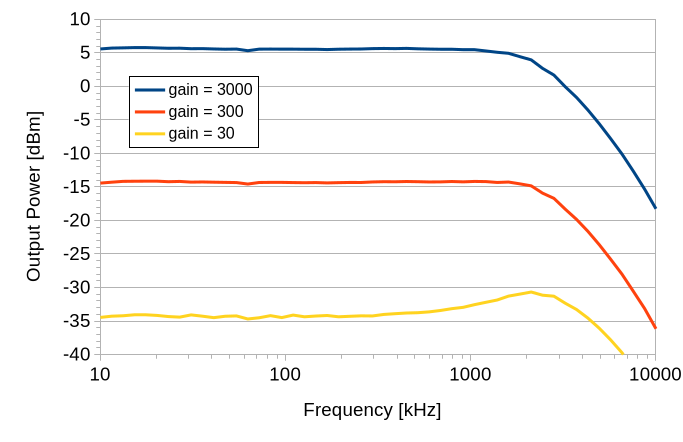 10
5
0
-5
-10
-15
-20
-25
-30
-35
-40
Output Power [dBm]
gain = 3000
gain = 300
gain = 30
10 100 1000 10000
Frequency [kHz]